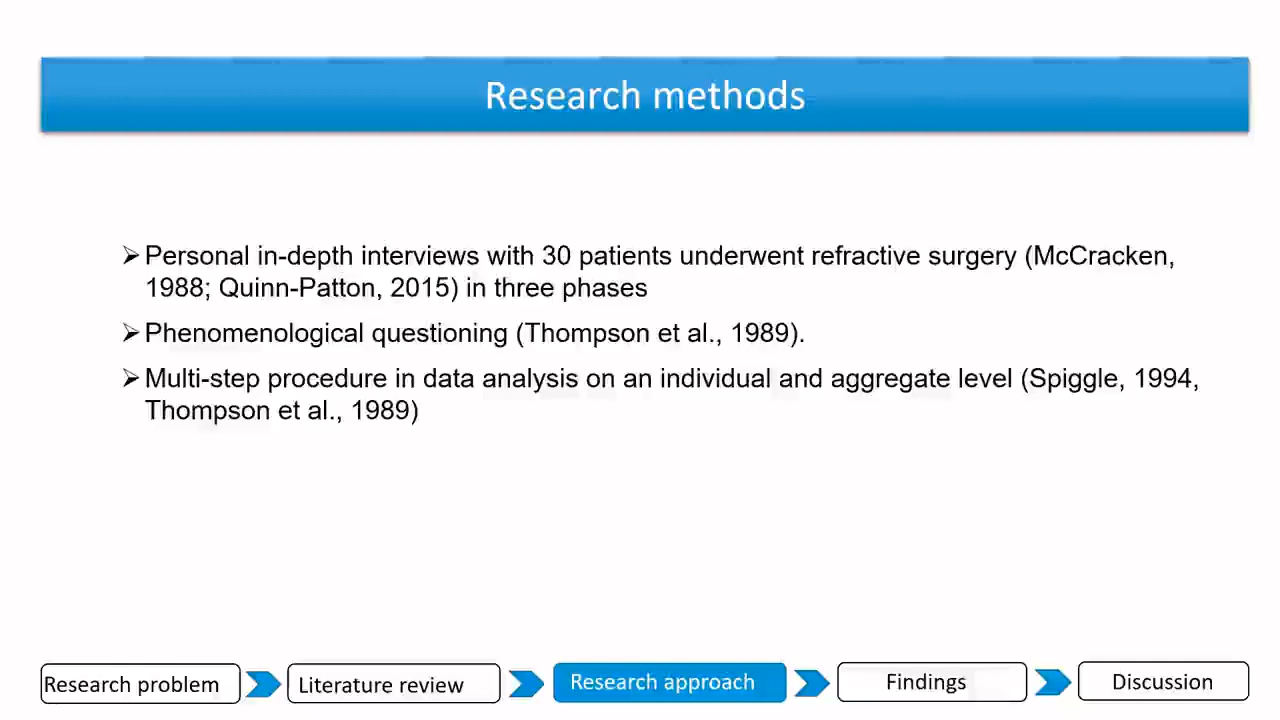 Research methods
➢Personal in-depth interviews with 30 patients underwent refractive surgery (McCracken,
1988; Quinn-Patton, 2015) in three phases
➢Phenomenological questioning (Thompson et al., 1989).
➢Multi-step procedure in data analysis on an individual and aggregate level (Spiggle, 1994,
Thompson et al., 1989)
Research problem
Literature review
Research approach
Findings
Discussion